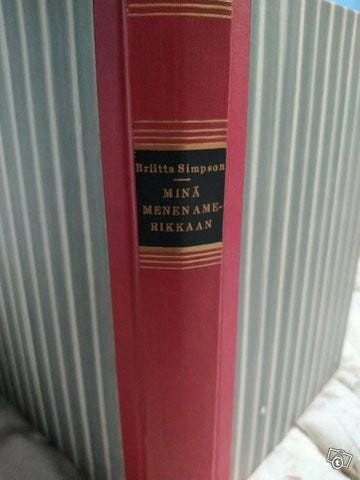 Briitta Simpson
MINÄ
MENEN AME-
RIKKAAN